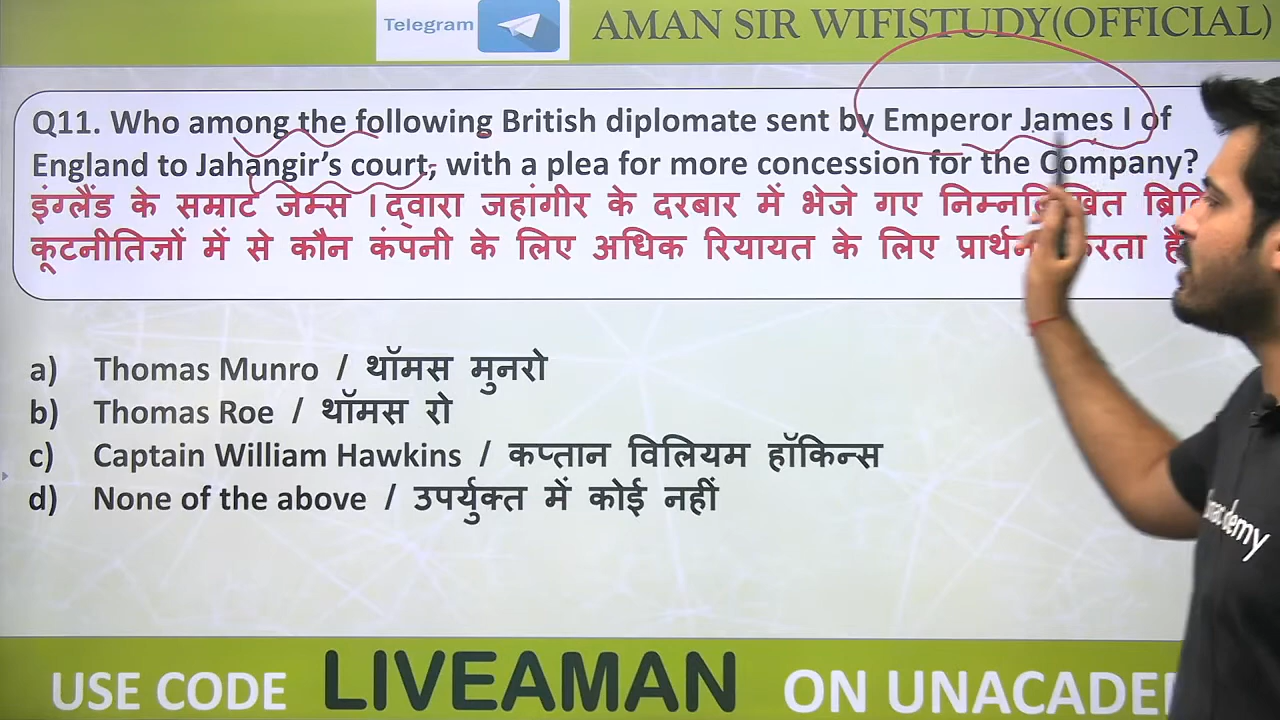 Telegram
AMAN SIR WIFISTUDY(OFFICIAL)
Q11. Who among the following British diplomate sent by Emperor James I of
England to Jahangir's court, with a plea for more concession for the Company?
इंग्लैंड के सम्राट जेम्स I द्वारा जहांगीर के दरबार में भेजे गए निम्नलिखित
कूटनीतिज्ञों में से कौन कंपनी के लिए अधिक रियायत के लिए प्रार्थना करता है
a) Thomas Munro / थॉमस मुनरो
b) Thomas Roe / थॉमस रो
c) Captain William Hawkins / कप्तान विलियम हॉकिन्स
d) None of the above / उपर्युक्त में कोई नहीं
USE CODE LIVEAMAN ON